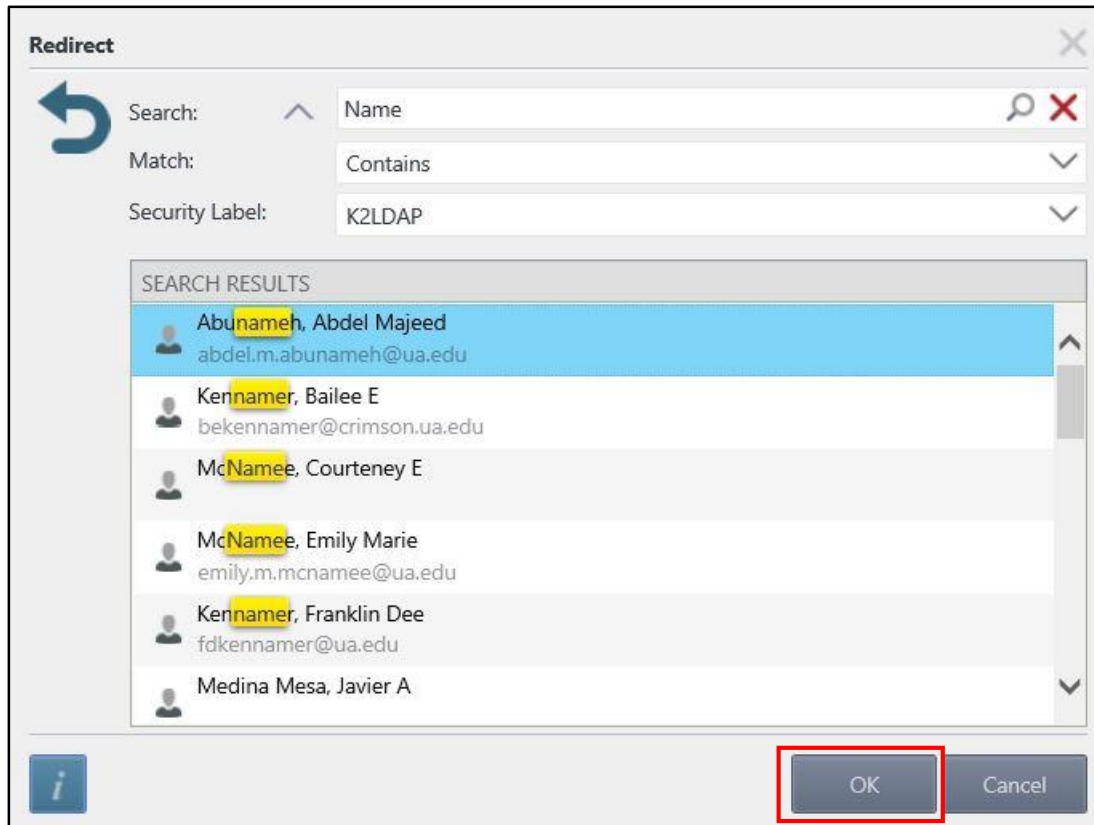 Redirect
Search: Name
Match: Contains
Security Label: K2LDAP
SEARCH RESULTS
Abunameh, Abdel Majeed
abdel.m.abunameh@ua.edu
Kennamer, Bailee E
bekennamer@crimson.ua.edu
McNamee, Courteney E
McNamee, Emily Marie
emily.m.mcnamee@ua.edu
Kennamer, Franklin Dee
fdkennamer@ua.edu
Medina Mesa, Javier A
i
OK Cancel